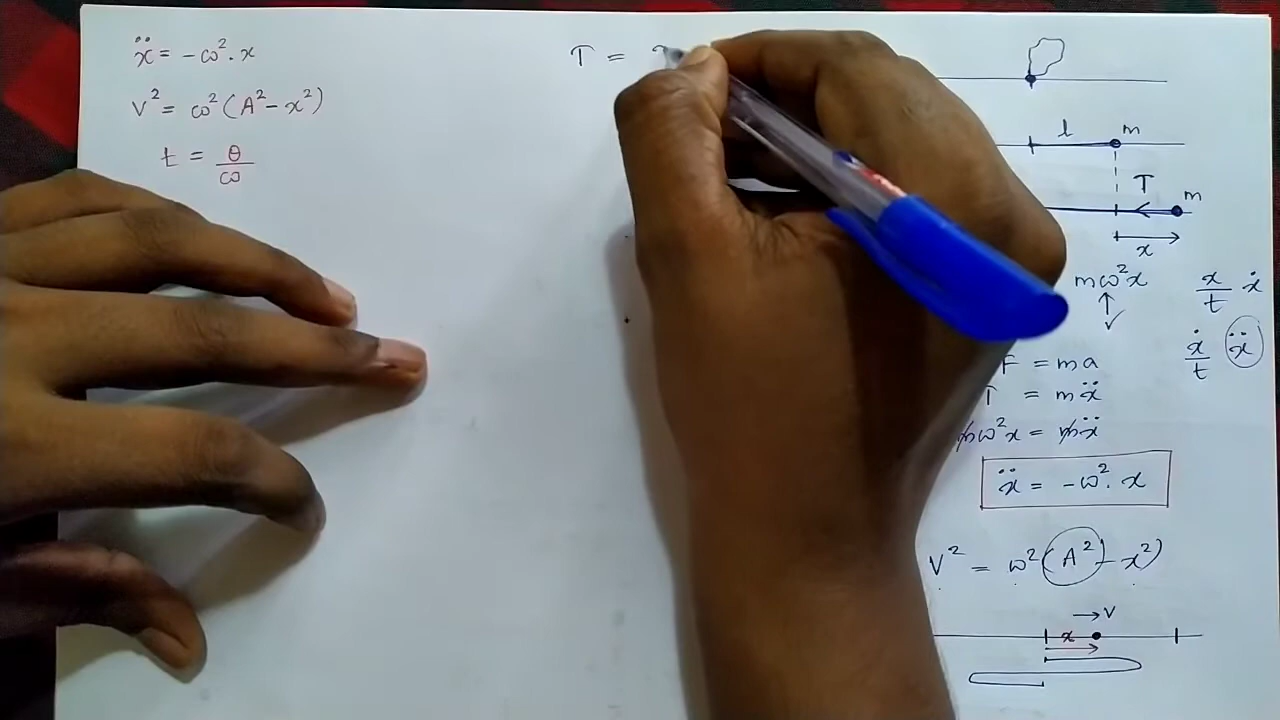 ẍ = -ω². x
V² = ω²(A² - x²)
t = θ/ω
T =
l m
T m
x
mω²x
x/t ẋ
ẋ/t ẍ
F = ma
T = mẍ
mω²x = mẍ
ẍ = -ω². x
V² = ω²(A² - x²)
→ V
x